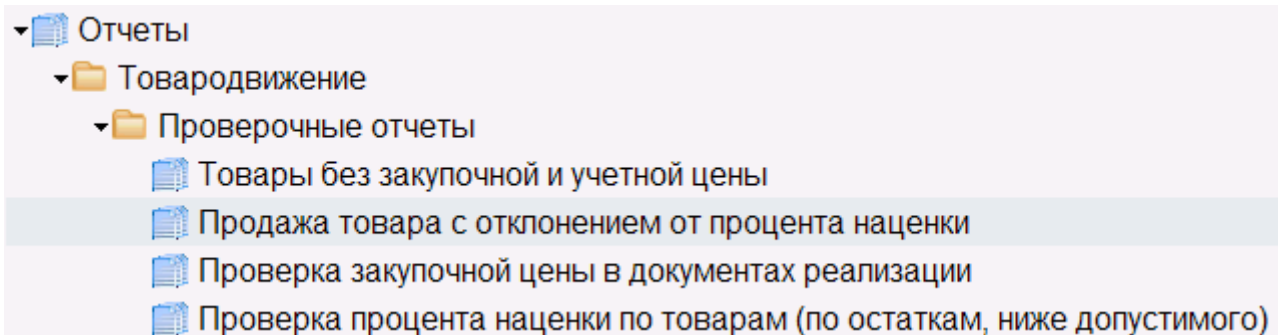 Отчеты
Товародвижение
Проверочные отчеты
Товары без закупочной и учетной цены
Продажа товара с отклонением от процента наценки
Проверка закупочной цены в документах реализации
Проверка процента наценки по товарам (по остаткам, ниже допустимого)